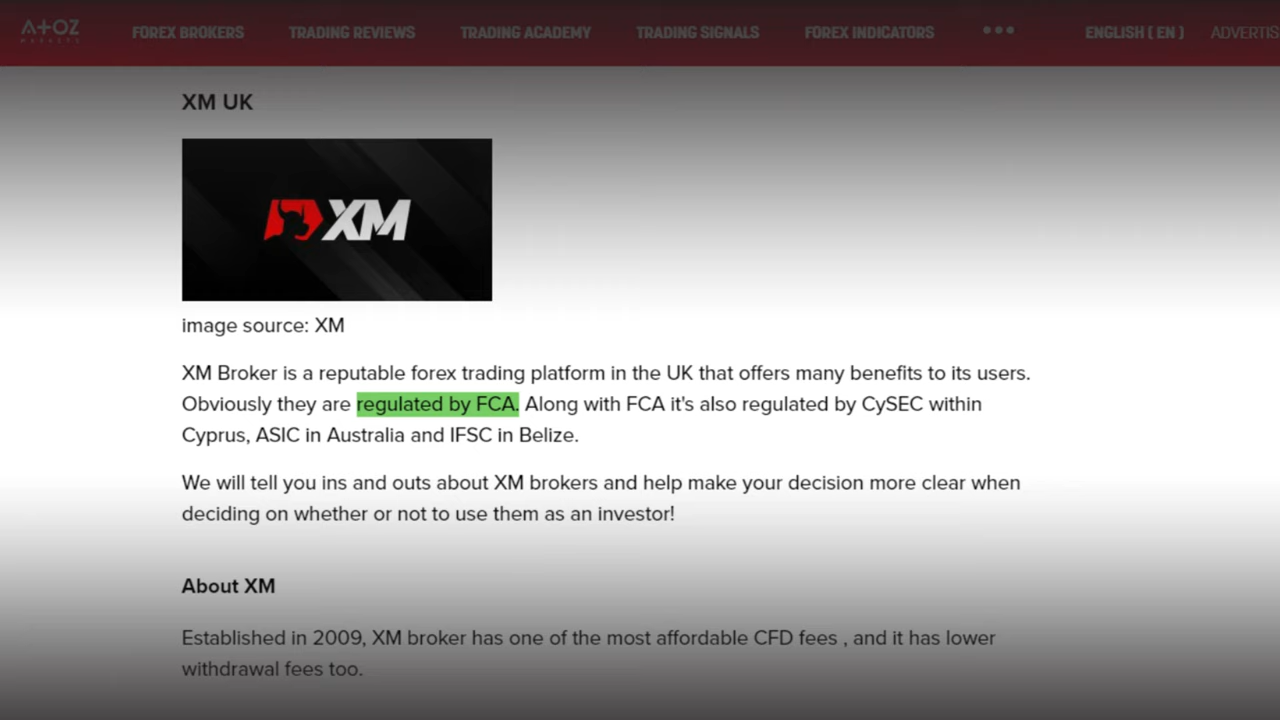 A+OZ
MARKETS
FOREX BROKERS
TRADING REVIEWS
TRADING ACADEMY
TRADING SIGNALS
FOREX INDICATORS
ENGLISH ( EN )
ADVERTIS
XM UK
XM
image source: XM
XM Broker is a reputable forex trading platform in the UK that offers many benefits to its users.
Obviously they are regulated by FCA. Along with FCA it's also regulated by CySEC within
Cyprus, ASIC in Australia and IFSC in Belize.
We will tell you ins and outs about XM brokers and help make your decision more clear when
deciding on whether or not to use them as an investor!
About XM
Established in 2009, XM broker has one of the most affordable CFD fees , and it has lower
withdrawal fees too.